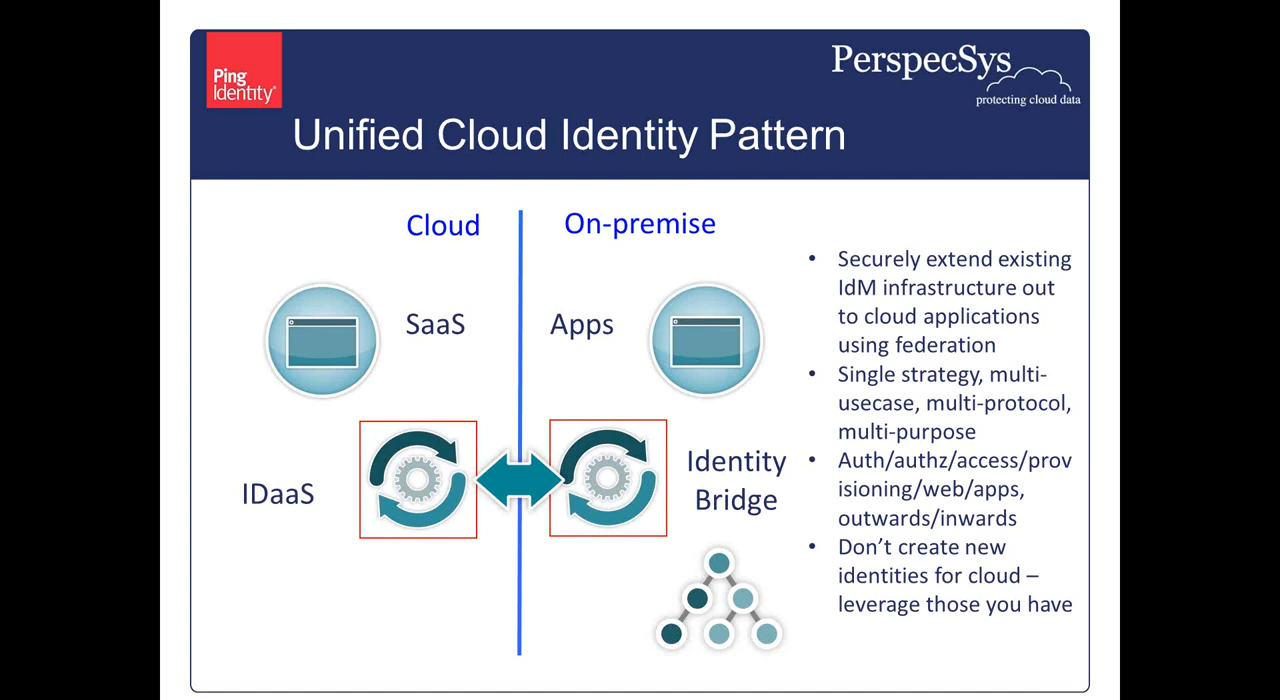 Ping
Identity®
PerspecSys
protecting cloud data
Unified Cloud Identity Pattern
Cloud
On-premise
SaaS
Apps
IDaaS
Identity
Bridge
• Securely extend existing
IdM infrastructure out
to cloud applications
using federation
• Single strategy, multi-
usecase, multi-protocol,
multi-purpose
• Auth/authz/access/prov
isioning/web/apps,
outwards/inwards
• Don’t create new
identities for cloud –
leverage those you have